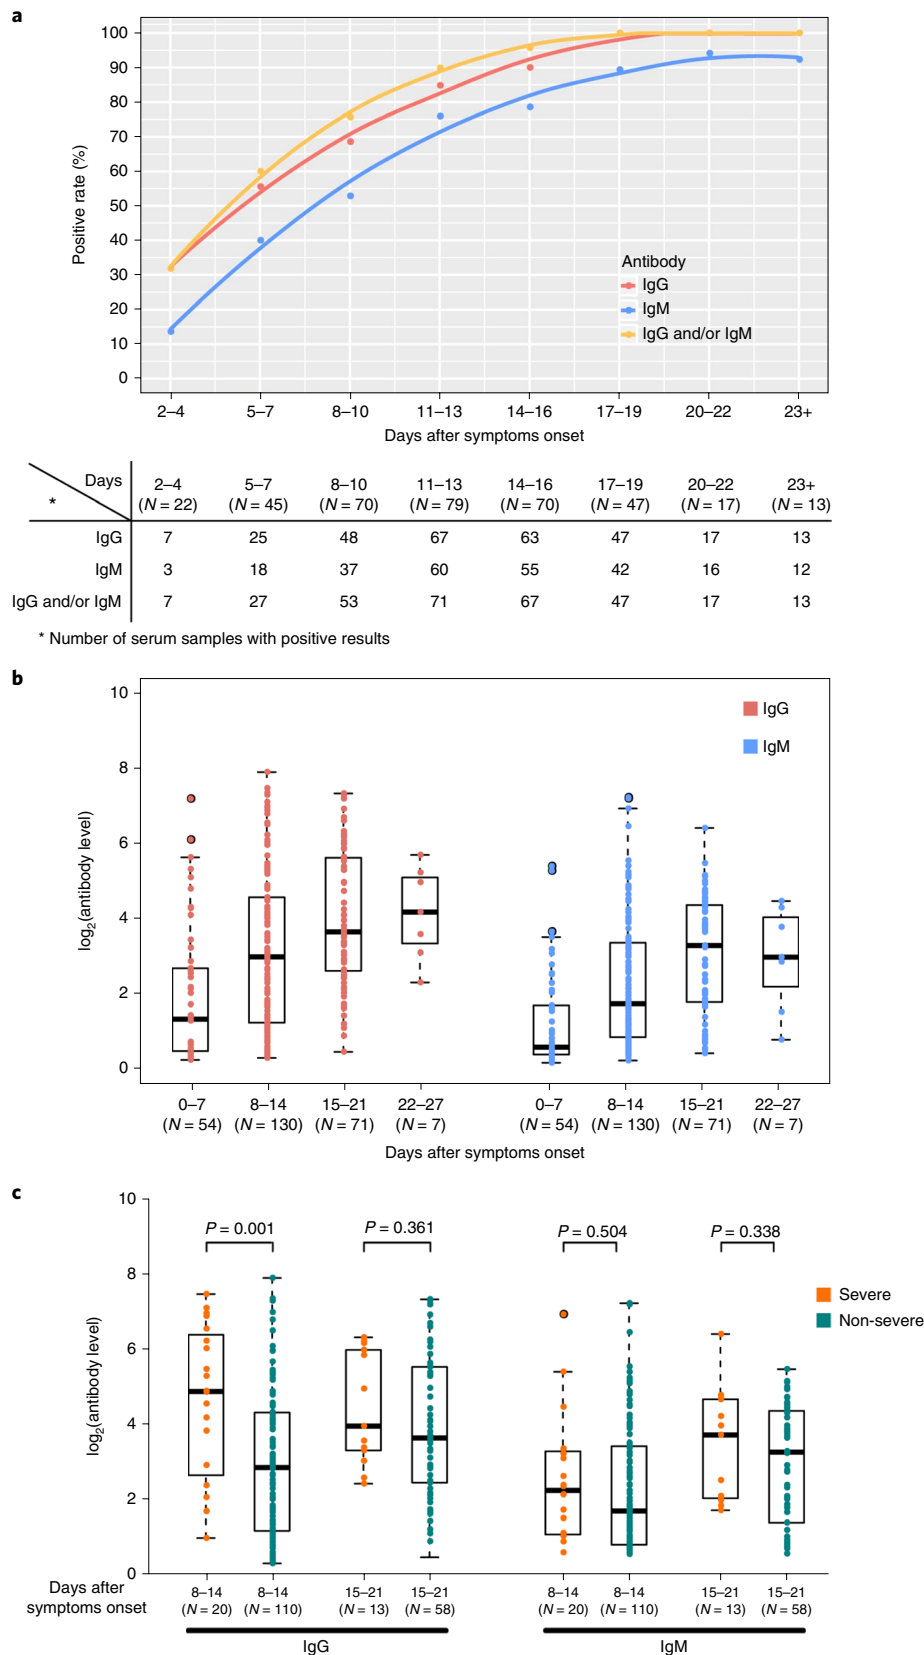 a
100
90
80
70
60
50
40
30
20
10
0
Positive rate (%)
Antibody
IgG
IgM
IgG and/or IgM
2–4 5–7 8–10 11–13 14–16 17–19 20–22 23+
Days after symptoms onset
Days 2–4 5–7 8–10 11–13 14–16 17–19 20–22 23+
* (N = 22) (N = 45) (N = 70) (N = 79) (N = 70) (N = 47) (N = 17) (N = 13)
IgG 7 25 48 67 63 47 17 13
IgM 3 18 37 60 55 42 16 12
IgG and/or IgM 7 27 53 71 67 47 17 13
* Number of serum samples with positive results
b
10
8
6
4
2
0
log2(antibody level)
IgG
IgM
0–7 8–14 15–21 22–27 0–7 8–14 15–21 22–27
(N = 54) (N = 130) (N = 71) (N = 7) (N = 54) (N = 130) (N = 71) (N = 7)
Days after symptoms onset
c
10
8
6
4
2
0
log2(antibody level)
P = 0.001 P = 0.361 P = 0.504 P = 0.338
Severe
Non-severe
Days after
symptoms onset
8–14 8–14 15–21 15–21 8–14 8–14 15–21 15–21
(N = 20) (N = 110) (N = 13) (N = 58) (N = 20) (N = 110) (N = 13) (N = 58)
IgG IgM